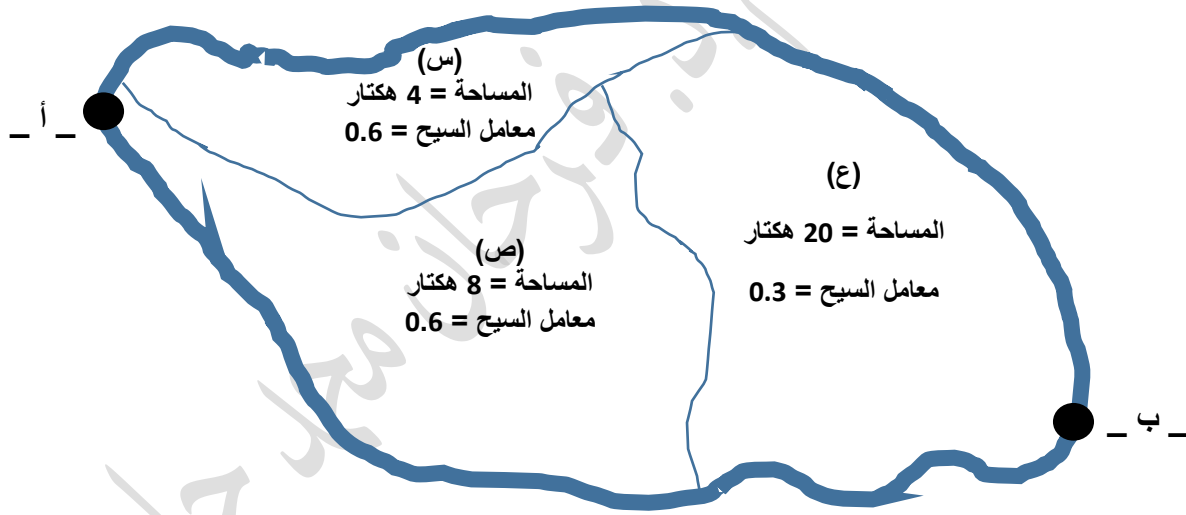 (س)
المساحة = 4 هكتار
معامل السيح = 0.6
_ أ _
(ع)
المساحة = 20 هكتار
معامل السيح = 0.3
(ص)
المساحة = 8 هكتار
معامل السيح = 0.6
_ ب _